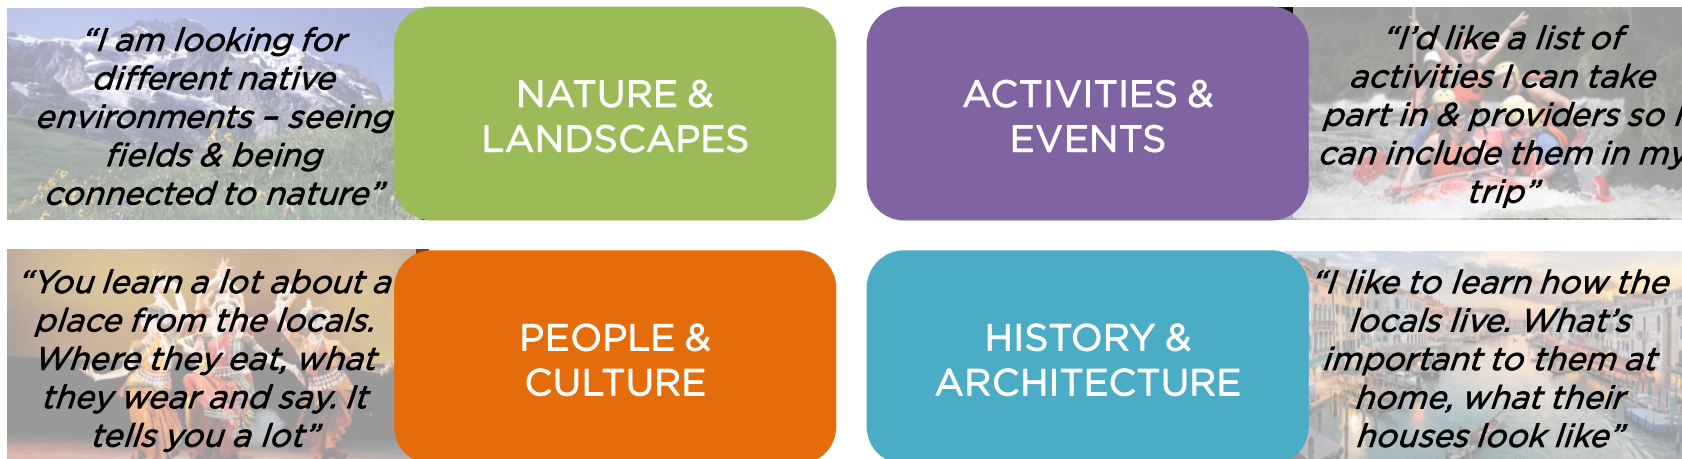 “I am looking for
different native
environments – seeing
fields & being
connected to nature”
NATURE &
LANDSCAPES
ACTIVITIES &
EVENTS
“I’d like a list of
activities I can take
part in & providers so I
can include them in my
trip”
“You learn a lot about a
place from the locals.
Where they eat, what
they wear and say. It
tells you a lot”
PEOPLE &
CULTURE
HISTORY &
ARCHITECTURE
“I like to learn how the
locals live. What’s
important to them at
home, what their
houses look like”